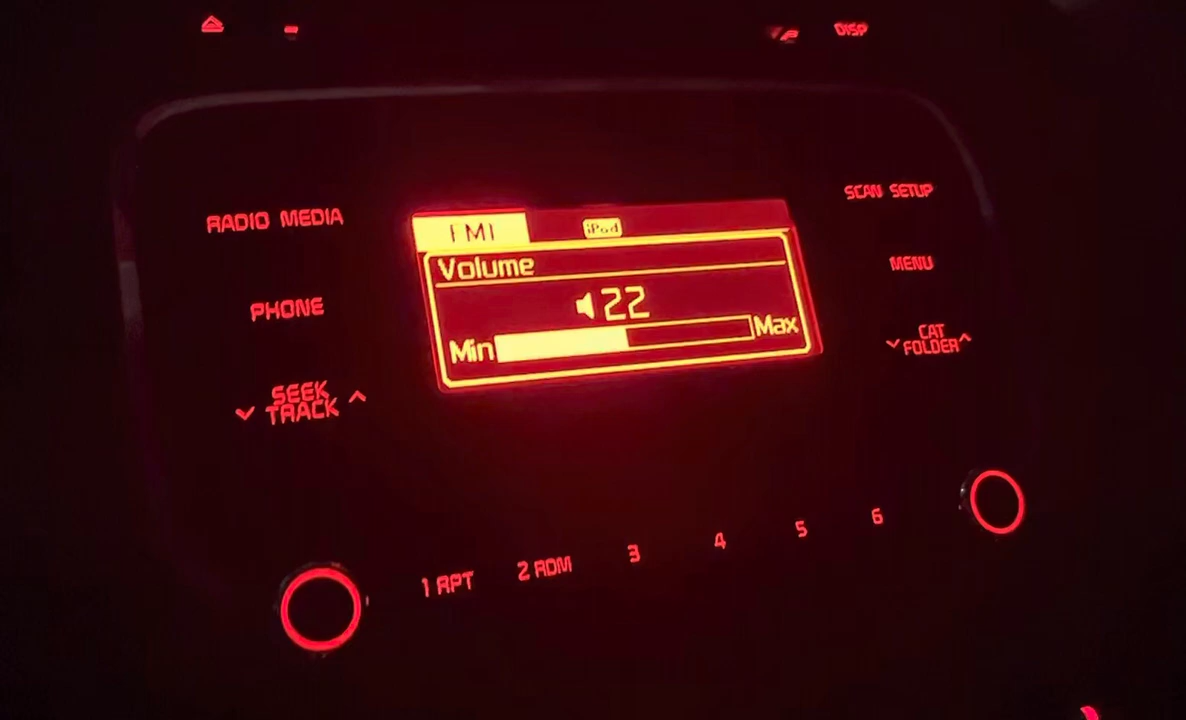 DISP
RADIO MEDIA
SCAN SETUP
FM1 iPod
Volume
22
Min Max
PHONE
MENU
SEEK
TRACK
CAT
FOLDER
1 RPT 2 RDM 3 4 5 6